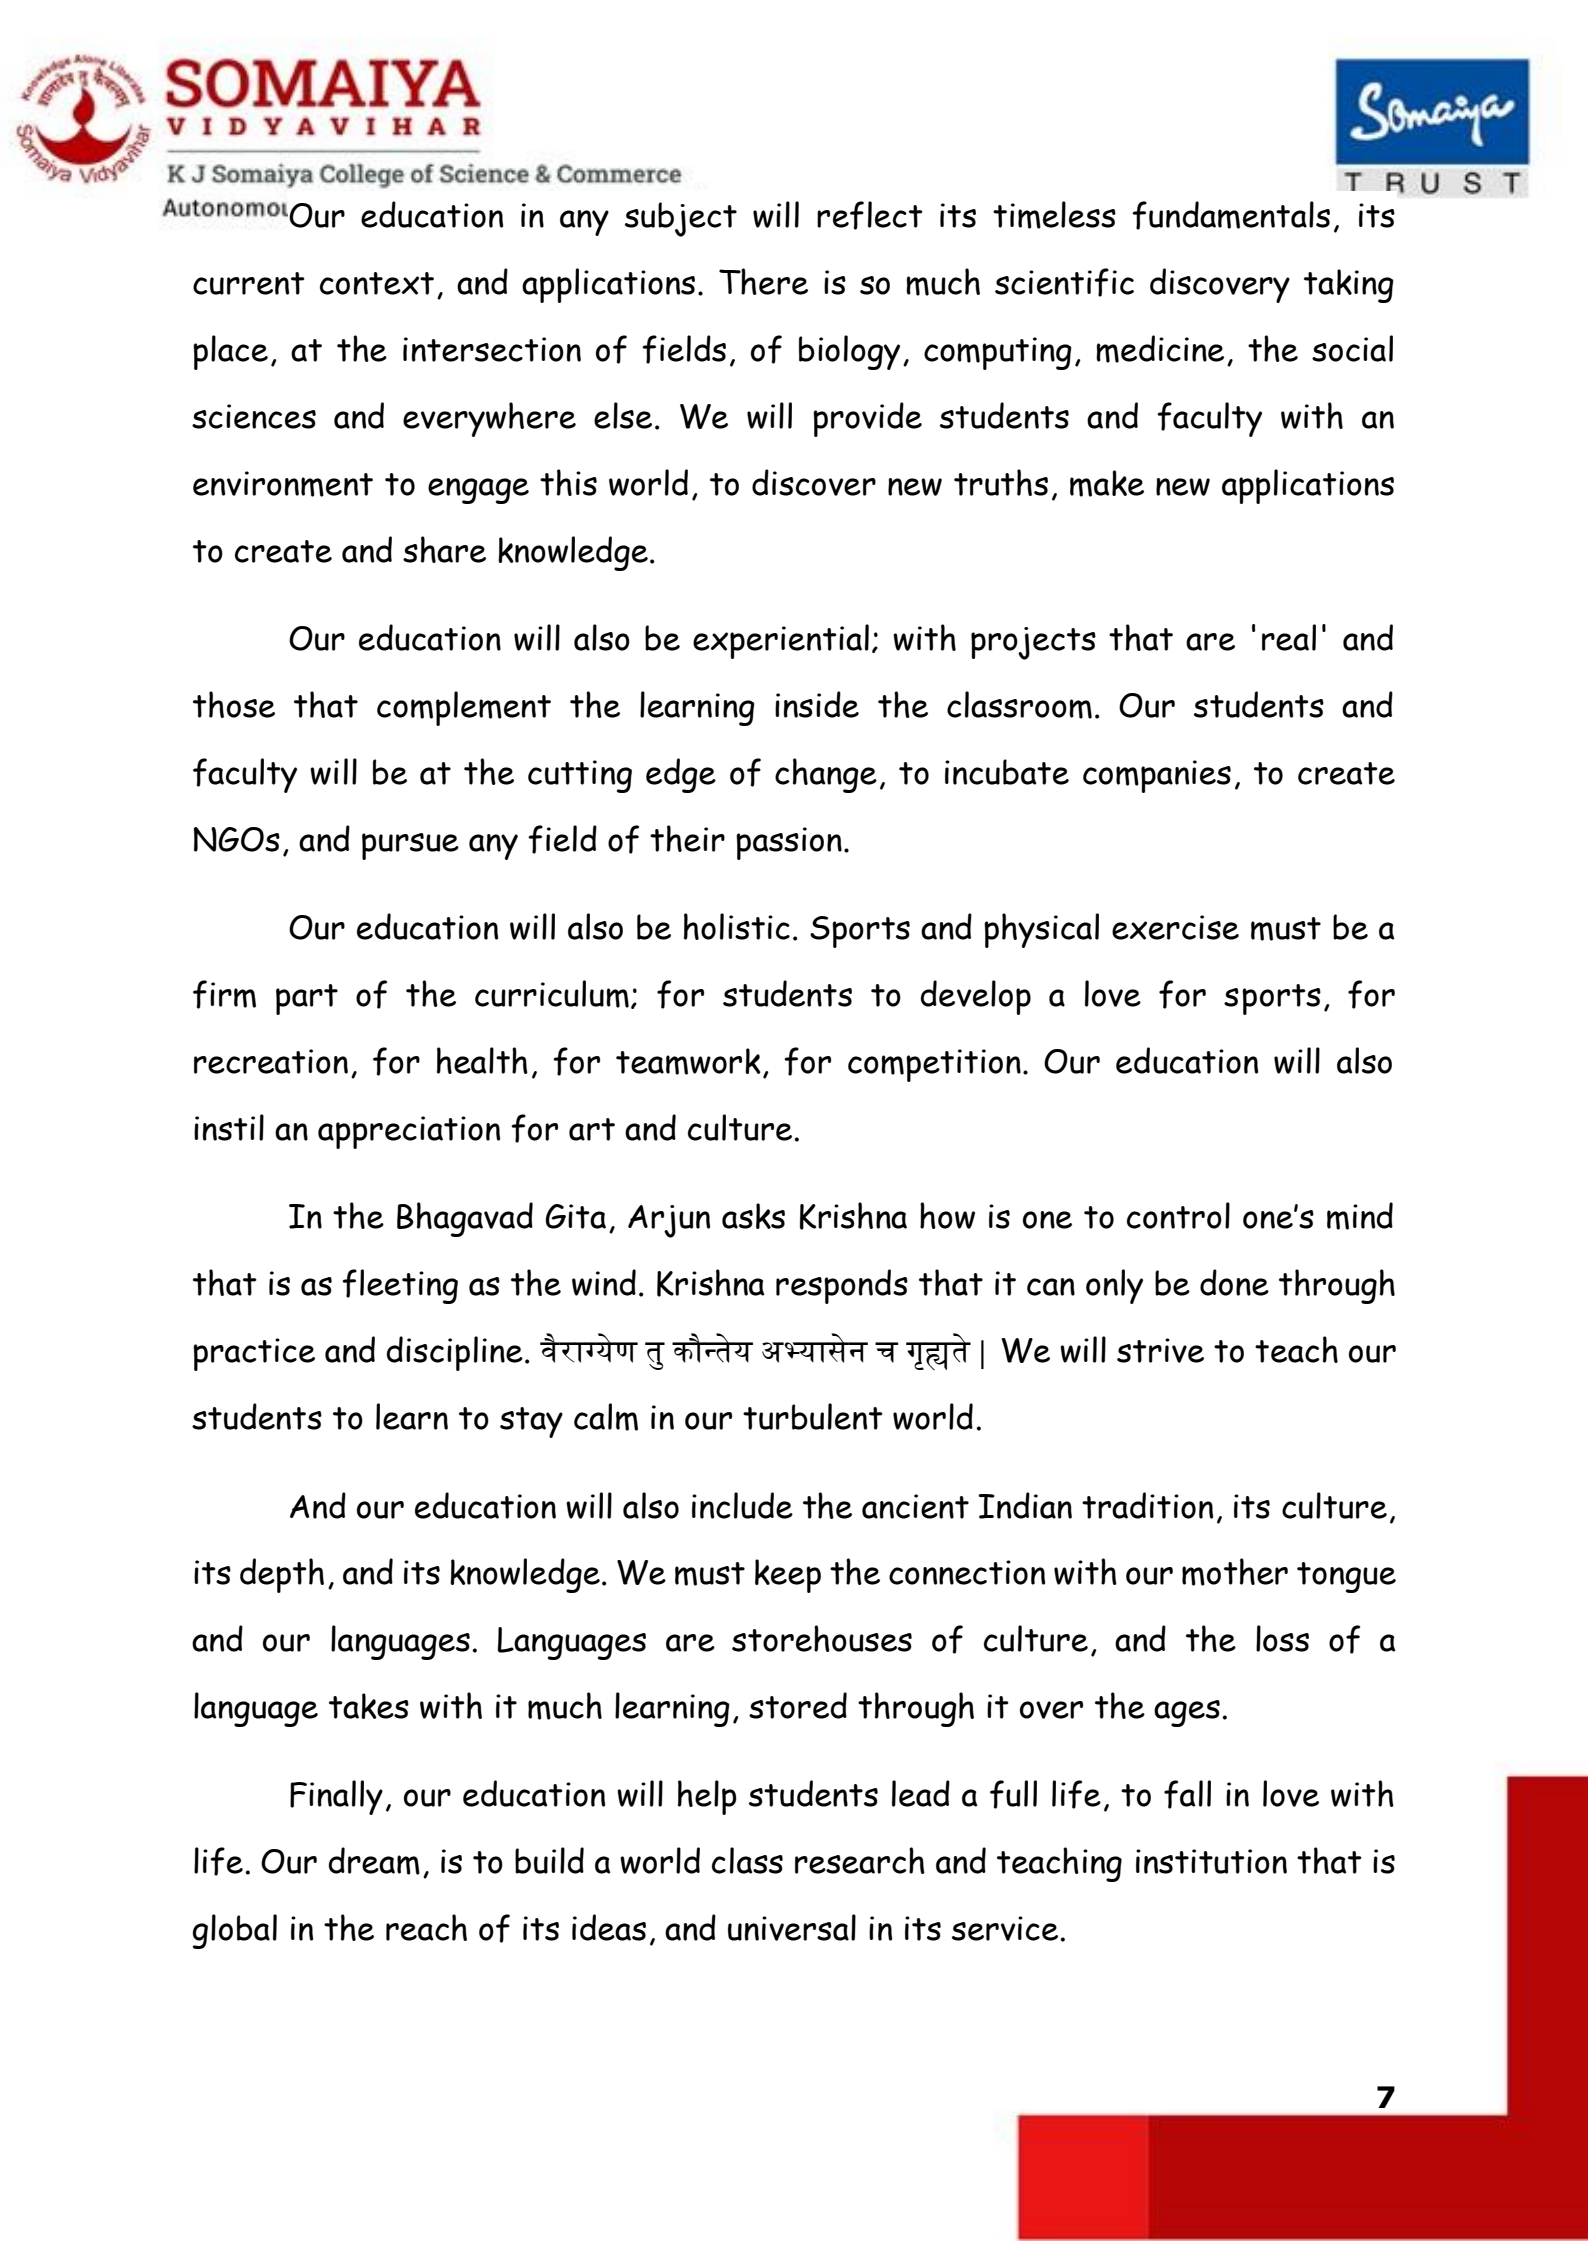 Knowledge Alone Liberates
ज्ञानादेव तु कैवल्यम्
Somaiya Vidyavihar
SOMAIYA
VIDYAVIHAR
K J Somaiya College of Science & Commerce
Somaiya
TRUST
Autonomou
Our education in any subject will reflect its timeless fundamentals, its
current context, and applications. There is so much scientific discovery taking
place, at the intersection of fields, of biology, computing, medicine, the social
sciences and everywhere else. We will provide students and faculty with an
environment to engage this world, to discover new truths, make new applications
to create and share knowledge.
Our education will also be experiential; with projects that are 'real' and
those that complement the learning inside the classroom. Our students and
faculty will be at the cutting edge of change, to incubate companies, to create
NGOs, and pursue any field of their passion.
Our education will also be holistic. Sports and physical exercise must be a
firm part of the curriculum; for students to develop a love for sports, for
recreation, for health, for teamwork, for competition. Our education will also
instil an appreciation for art and culture.
In the Bhagavad Gita, Arjun asks Krishna how is one to control one’s mind
that is as fleeting as the wind. Krishna responds that it can only be done through
practice and discipline. वैराग्येण तु कौन्तेय अभ्यासेन च गृह्यते | We will strive to teach our
students to learn to stay calm in our turbulent world.
And our education will also include the ancient Indian tradition, its culture,
its depth, and its knowledge. We must keep the connection with our mother tongue
and our languages. Languages are storehouses of culture, and the loss of a
language takes with it much learning, stored through it over the ages.
Finally, our education will help students lead a full life, to fall in love with
life. Our dream, is to build a world class research and teaching institution that is
global in the reach of its ideas, and universal in its service.
7